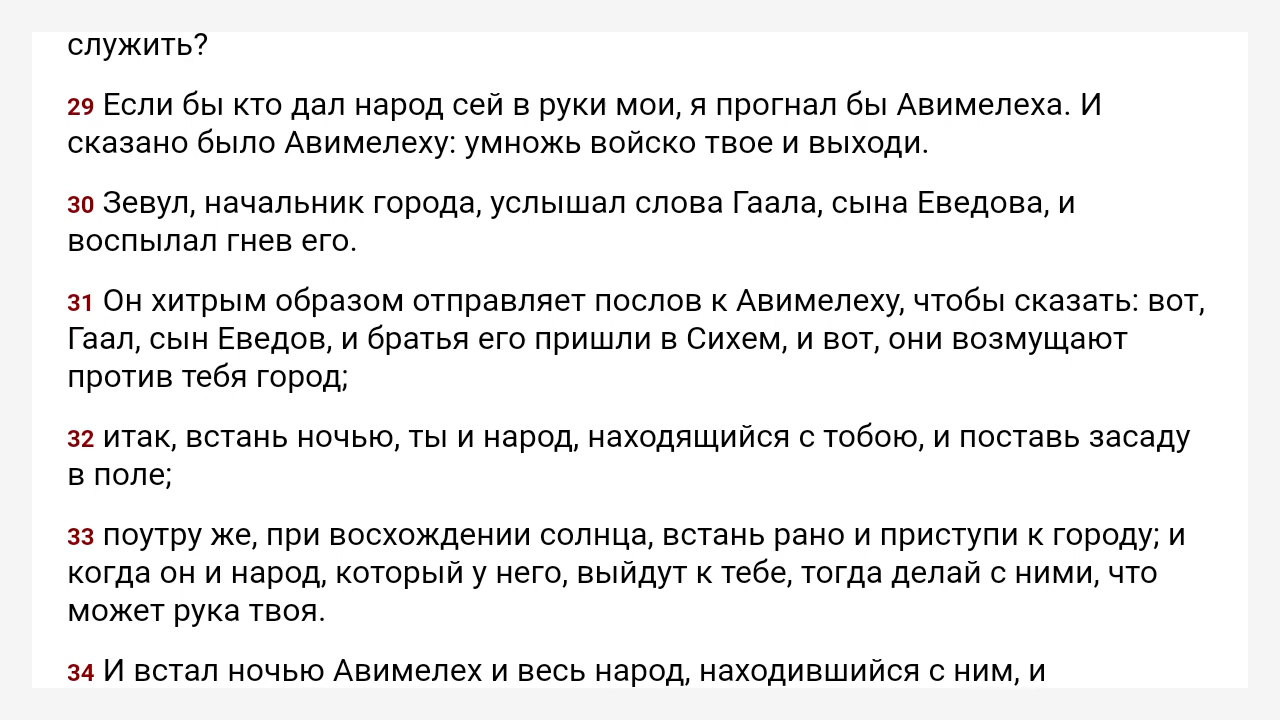 служить?
29 Если бы кто дал народ сей в руки мои, я прогнал бы Авимелеха. И
сказано было Авимелеху: умножь войско твое и выходи.
30 Зевул, начальник города, услышал слова Гаала, сына Еведова, и
воспылал гнев его.
31 Он хитрым образом отправляет послов к Авимелеху, чтобы сказать: вот,
Гаал, сын Еведов, и братья его пришли в Сихем, и вот, они возмущают
против тебя город;
32 итак, встань ночью, ты и народ, находящийся с тобою, и поставь засаду
в поле;
33 поутру же, при восхождении солнца, встань рано и приступи к городу; и
когда он и народ, который у него, выйдут к тебе, тогда делай с ними, что
может рука твоя.
34 И встал ночью Авимелех и весь народ, находившийся с ним, и